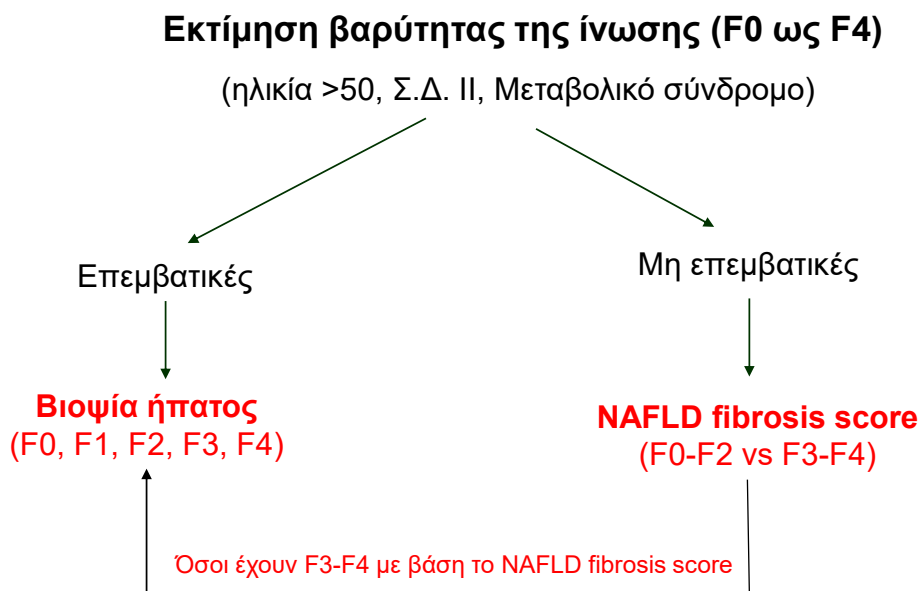 Εκτίμηση βαρύτητας της ίνωσης (F0 ως F4)
(ηλικία >50, Σ.Δ. ΙΙ, Μεταβολικό σύνδρομο)
Επεμβατικές
Μη επεμβατικές
Βιοψία ήπατος
(F0, F1, F2, F3, F4)
NAFLD fibrosis score
(F0-F2 vs F3-F4)
Όσοι έχουν F3-F4 με βάση το NAFLD fibrosis score